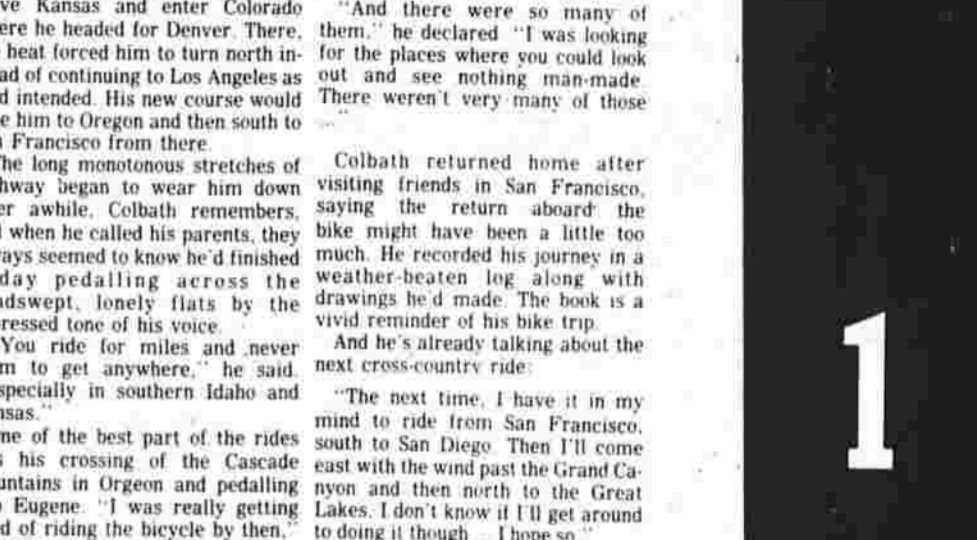 ve Kansas and enter Colorado
ere he headed for Denver. There,
heat forced him to turn north in-
ad of continuing to Los Angeles as
d intended. His new course would
e him to Oregon and then south to
Francisco from there.
he long monotonous stretches of
hway began to wear him down
er awhile, Colbath remembers,
when he called his parents, they
ays seemed to know he'd finished
day pedalling across the
dswept, lonely flats by the
ressed tone of his voice.
You ride for miles and never
m to get anywhere," he said.
specially in southern Idaho and
nsas."
ne of the best part of the rides
s his crossing of the Cascade
untains in Orgeon and pedalling
Eugene. "I was really getting
d of riding the bicycle by then,"
"And there were so many of
them," he declared "I was looking
for the places where you could look
out and see nothing man-made.
There weren't very many of those
..."
Colbath returned home after
visiting friends in San Francisco,
saying the return aboard the
bike might have been a little too
much. He recorded his journey in a
weather-beaten log along with
drawings he'd made. The book is a
vivid reminder of his bike trip.
And he's already talking about the
next cross-country ride:
"The next time, I have it in my
mind to ride from San Francisco,
south to San Diego. Then I'll come
east with the wind past the Grand Ca-
nyon and then north to the Great
Lakes. I don't know if I'll get around
to doing it though ... I hope so."
1